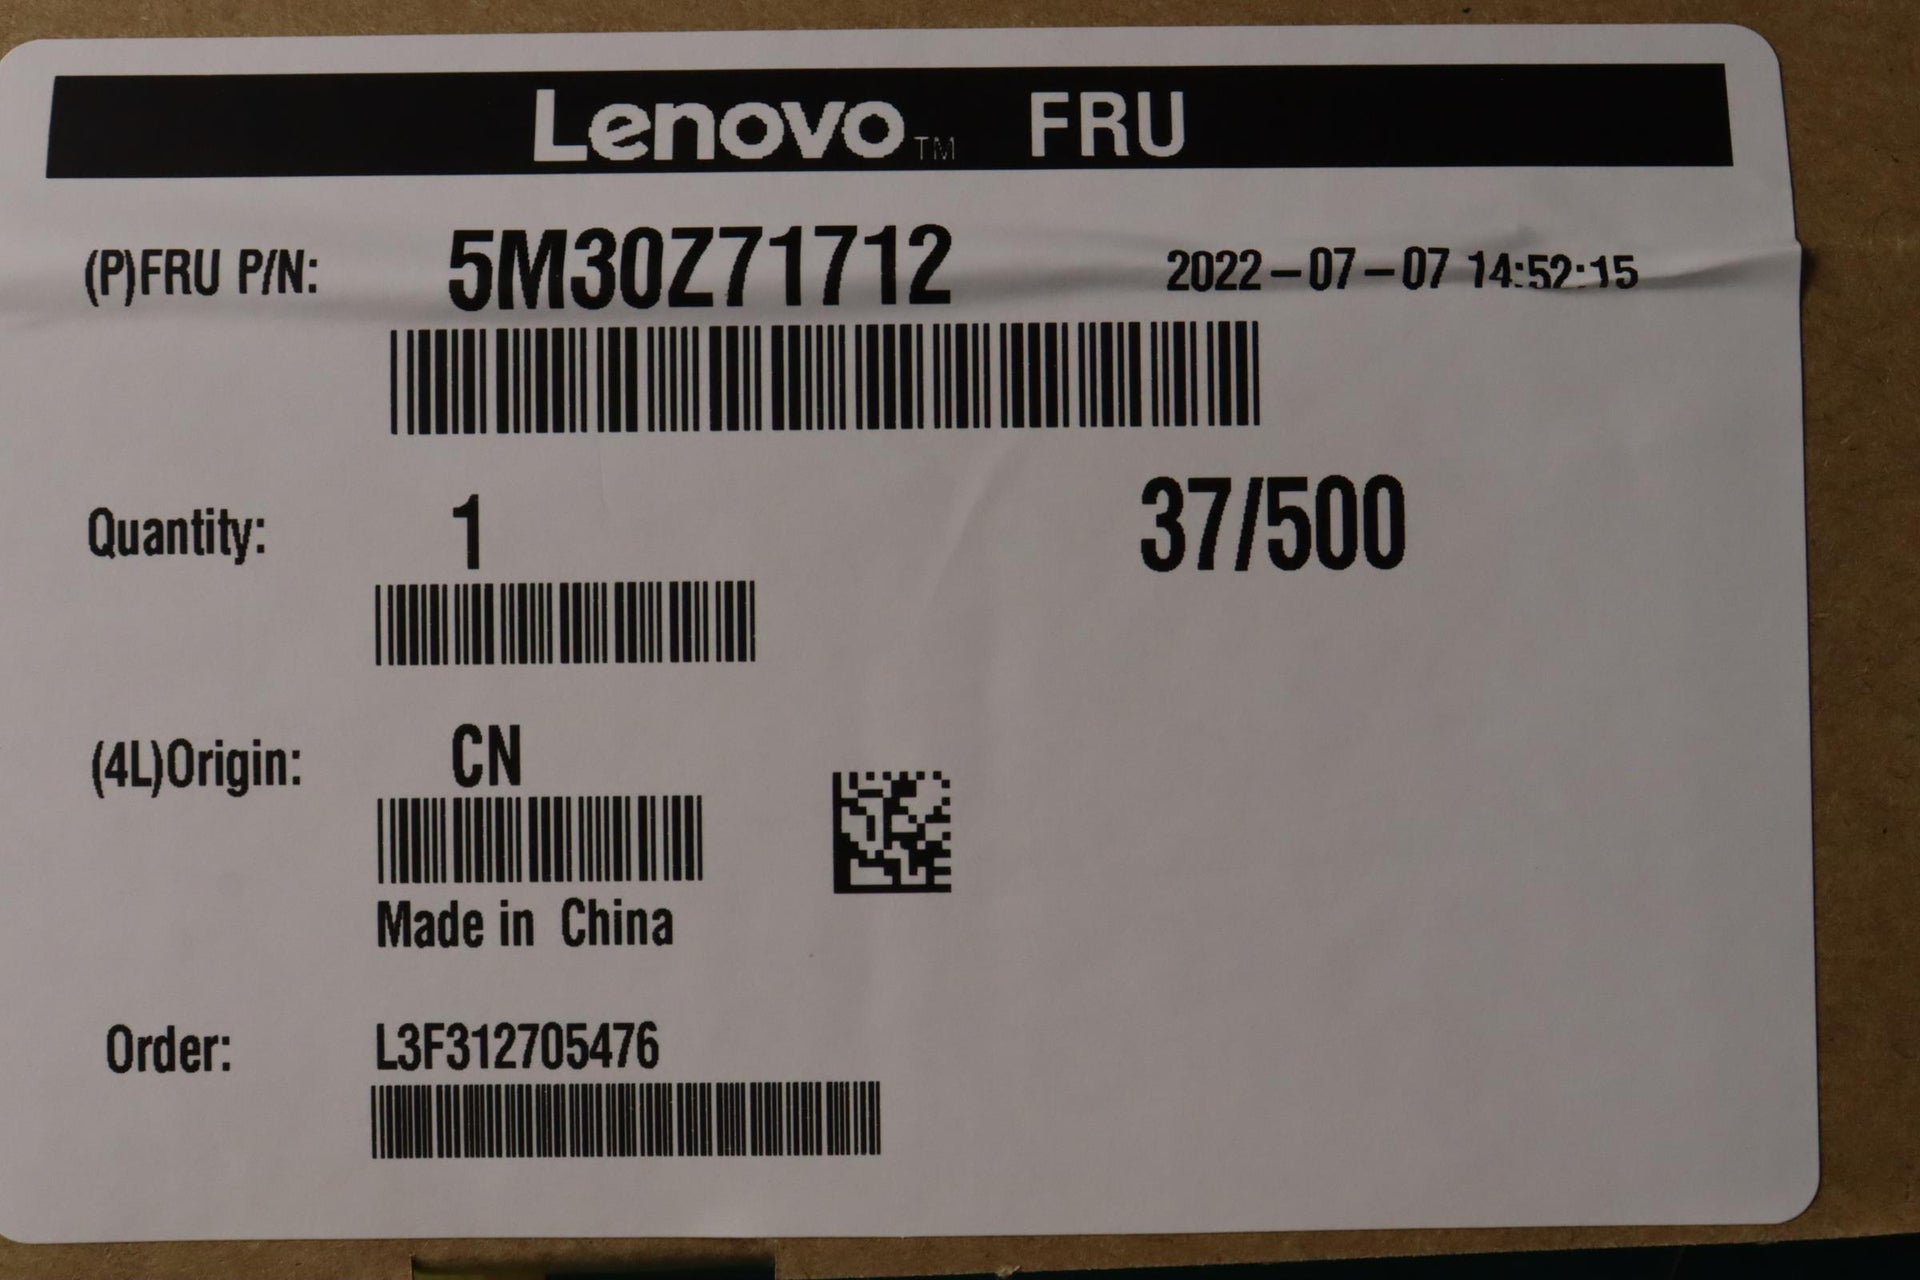 Lenovo™ FRU
(P)FRU P/N: 5M30Z71712 2022-07-07 14:52:15
Quantity: 1 37/500
(4L)Origin: CN
Made in China
Order: L3F312705476